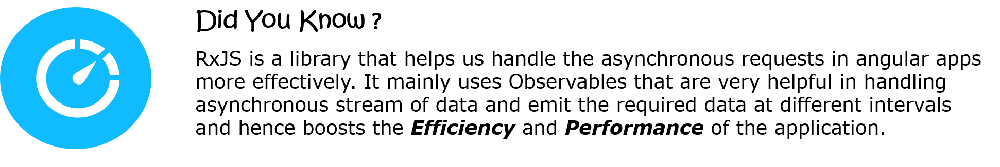 Did You Know ?
RxJS is a library that helps us handle the asynchronous requests in angular apps
more effectively. It mainly uses Observables that are very helpful in handling
asynchronous stream of data and emit the required data at different intervals
and hence boosts the Efficiency and Performance of the application.